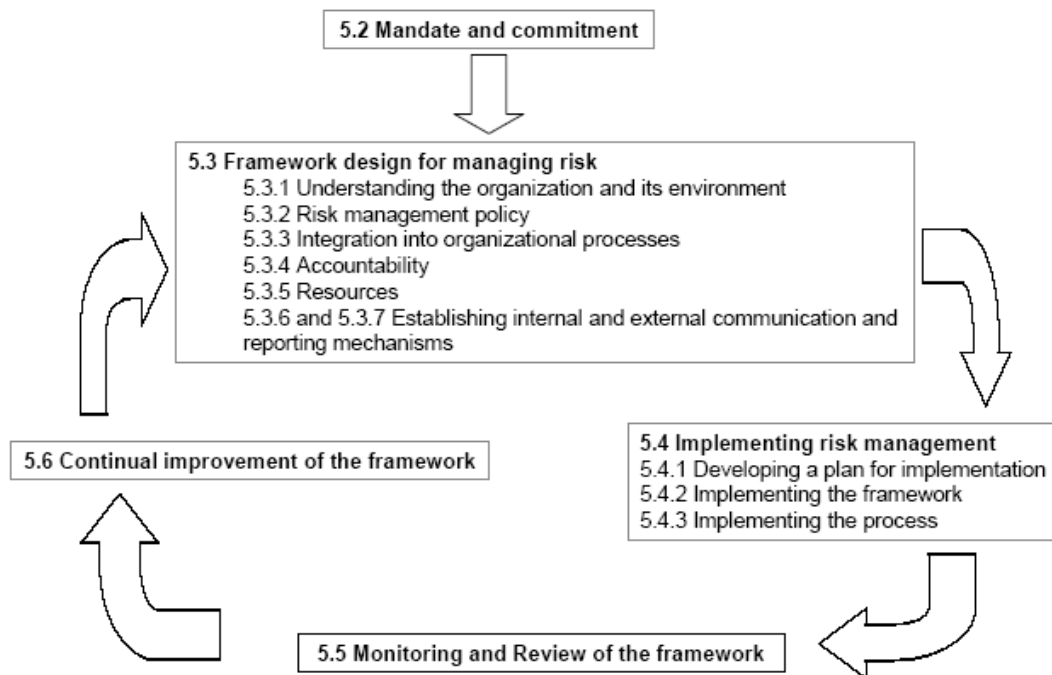 5.2 Mandate and commitment
5.3 Framework design for managing risk
5.3.1 Understanding the organization and its environment
5.3.2 Risk management policy
5.3.3 Integration into organizational processes
5.3.4 Accountability
5.3.5 Resources
5.3.6 and 5.3.7 Establishing internal and external communication and
reporting mechanisms
5.4 Implementing risk management
5.4.1 Developing a plan for implementation
5.4.2 Implementing the framework
5.4.3 Implementing the process
5.5 Monitoring and Review of the framework
5.6 Continual improvement of the framework